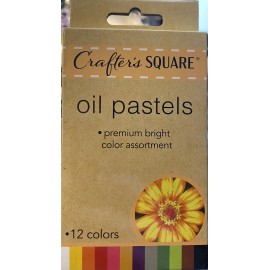 Crafter's SQUARE®
oil pastels
• premium bright
color assortment
•12 colors